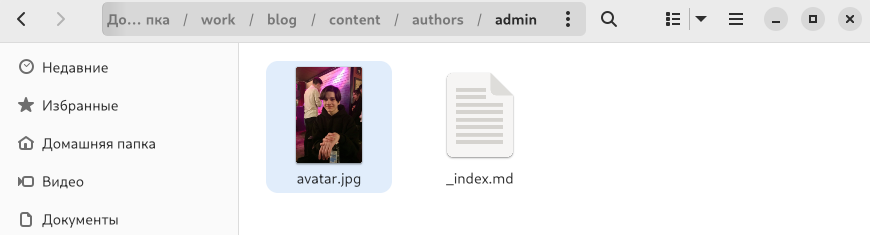 До... пка / work / blog / content / authors / admin
Недавние
Избранные
Домашняя папка
Видео
Документы
avatar.jpg
_index.md